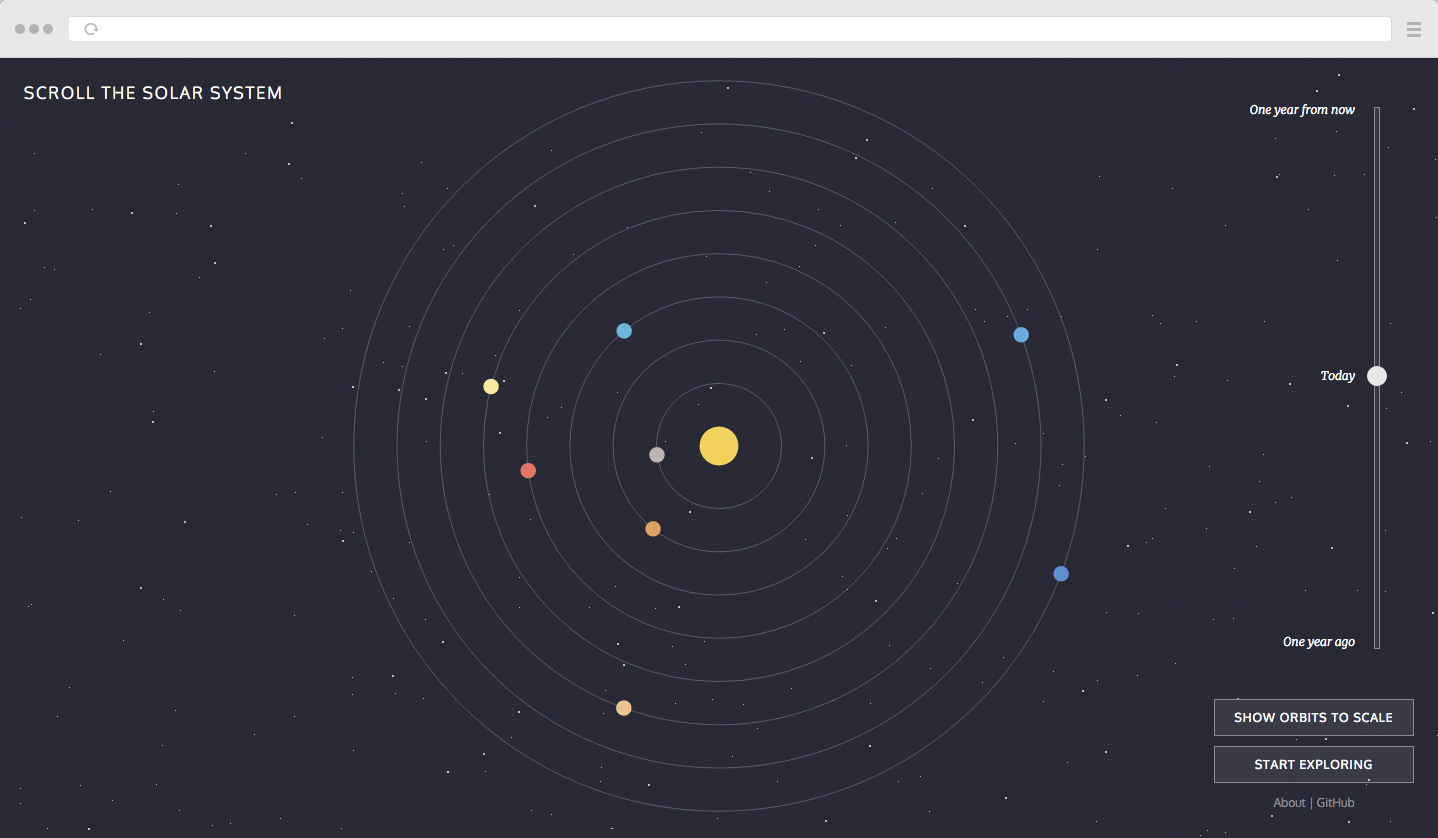 SCROLL THE SOLAR SYSTEM
One year from now
Today
One year ago
SHOW ORBITS TO SCALE
START EXPLORING
About | GitHub